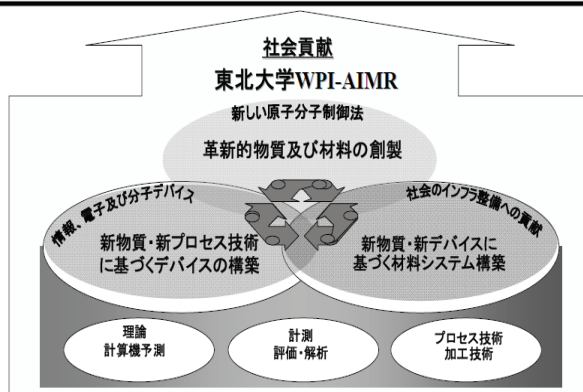 社会貢献
東北大学WPI-AIMR
新しい原子分子制御法
革新的物質及び材料の創製
情報、電子及び分子デバイス
社会のインフラ整備への貢献
新物質・新プロセス技術
に基づくデバイスの構築
新物質・新デバイスに
基づく材料システム構築
理論
計算機予測
計測
評価・解析
プロセス技術
加工技術